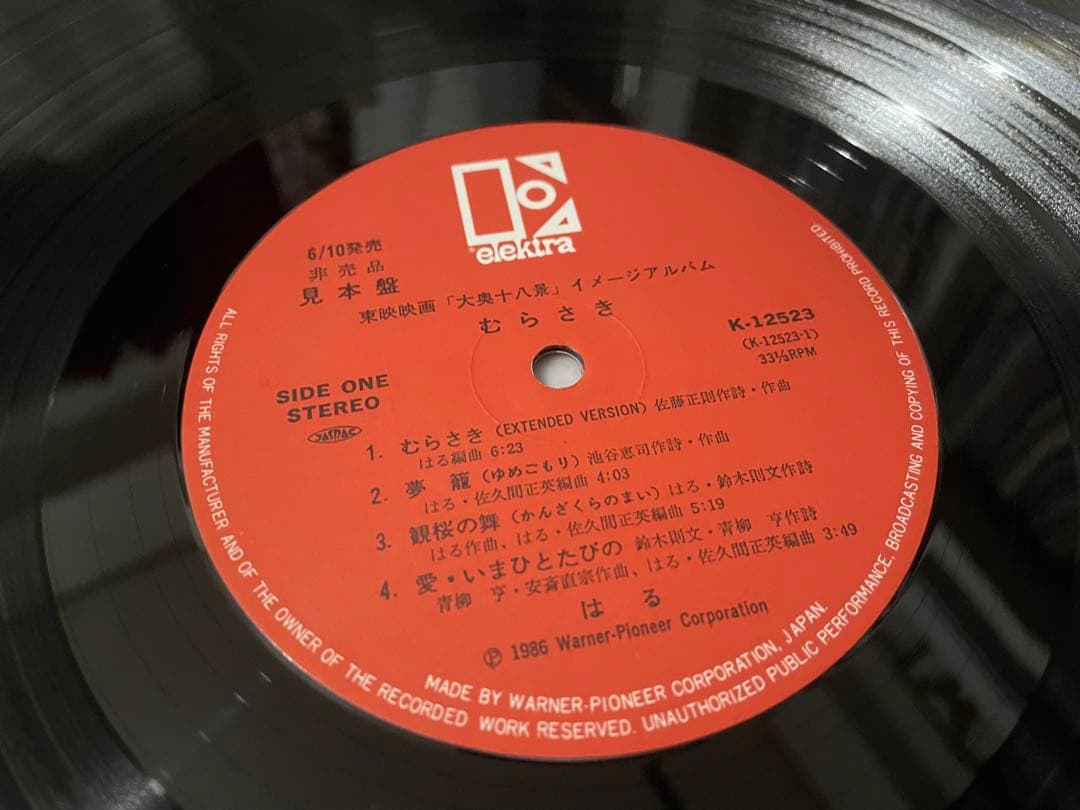 elektra
6/10発売
非売品
見本盤
東映映画「大奥十八景」イメージアルバム
むらさき
K-12523
(K-12523-1)
33⅓RPM
SIDE ONE
STEREO
JASRAC
1. むらさき (EXTENDED VERSION) 佐藤正則作詩・作曲
はる編曲 6:23
2. 夢 籠 (ゆめこもり) 池谷恵司作詩・作曲
はる・佐久間正英編曲 4:03
3. 観桜の舞 (かんざくらのまい) はる・鈴木則文作詩
はる作曲、はる・佐久間正英編曲 5:19
4. 愛・いまひとたびの 鈴木則文・青柳 亨作詩
青柳 亨・安斎直宗作曲、はる・佐久間正英編曲 3:49
はる
Ⓟ 1986 Warner-Pioneer Corporation
MADE BY WARNER-PIONEER CORPORATION, JAPAN.
ALL RIGHTS OF THE MANUFACTURER AND OF THE OWNER OF THE RECORDED WORK RESERVED. UNAUTHORIZED PUBLIC PERFORMANCE, BROADCASTING AND COPYING OF THIS RECORD PROHIBITED.